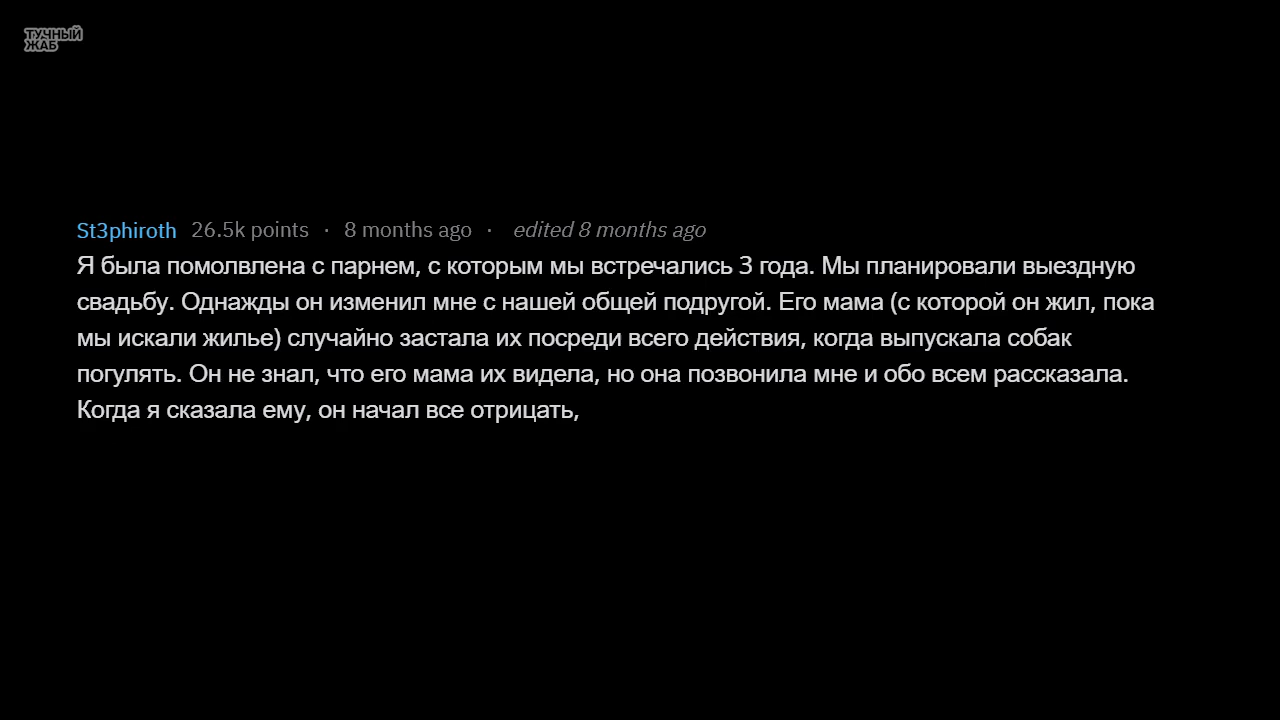 ТУЧНЫЙ
ЖАБ
St3phiroth 26.5k points · 8 months ago · edited 8 months ago
Я была помолвлена с парнем, с которым мы встречались 3 года. Мы планировали выездную
свадьбу. Однажды он изменил мне с нашей общей подругой. Его мама (с которой он жил, пока
мы искали жилье) случайно застала их посреди всего действия, когда выпускала собак
погулять. Он не знал, что его мама их видела, но она позвонила мне и обо всем рассказала.
Когда я сказала ему, он начал все отрицать,